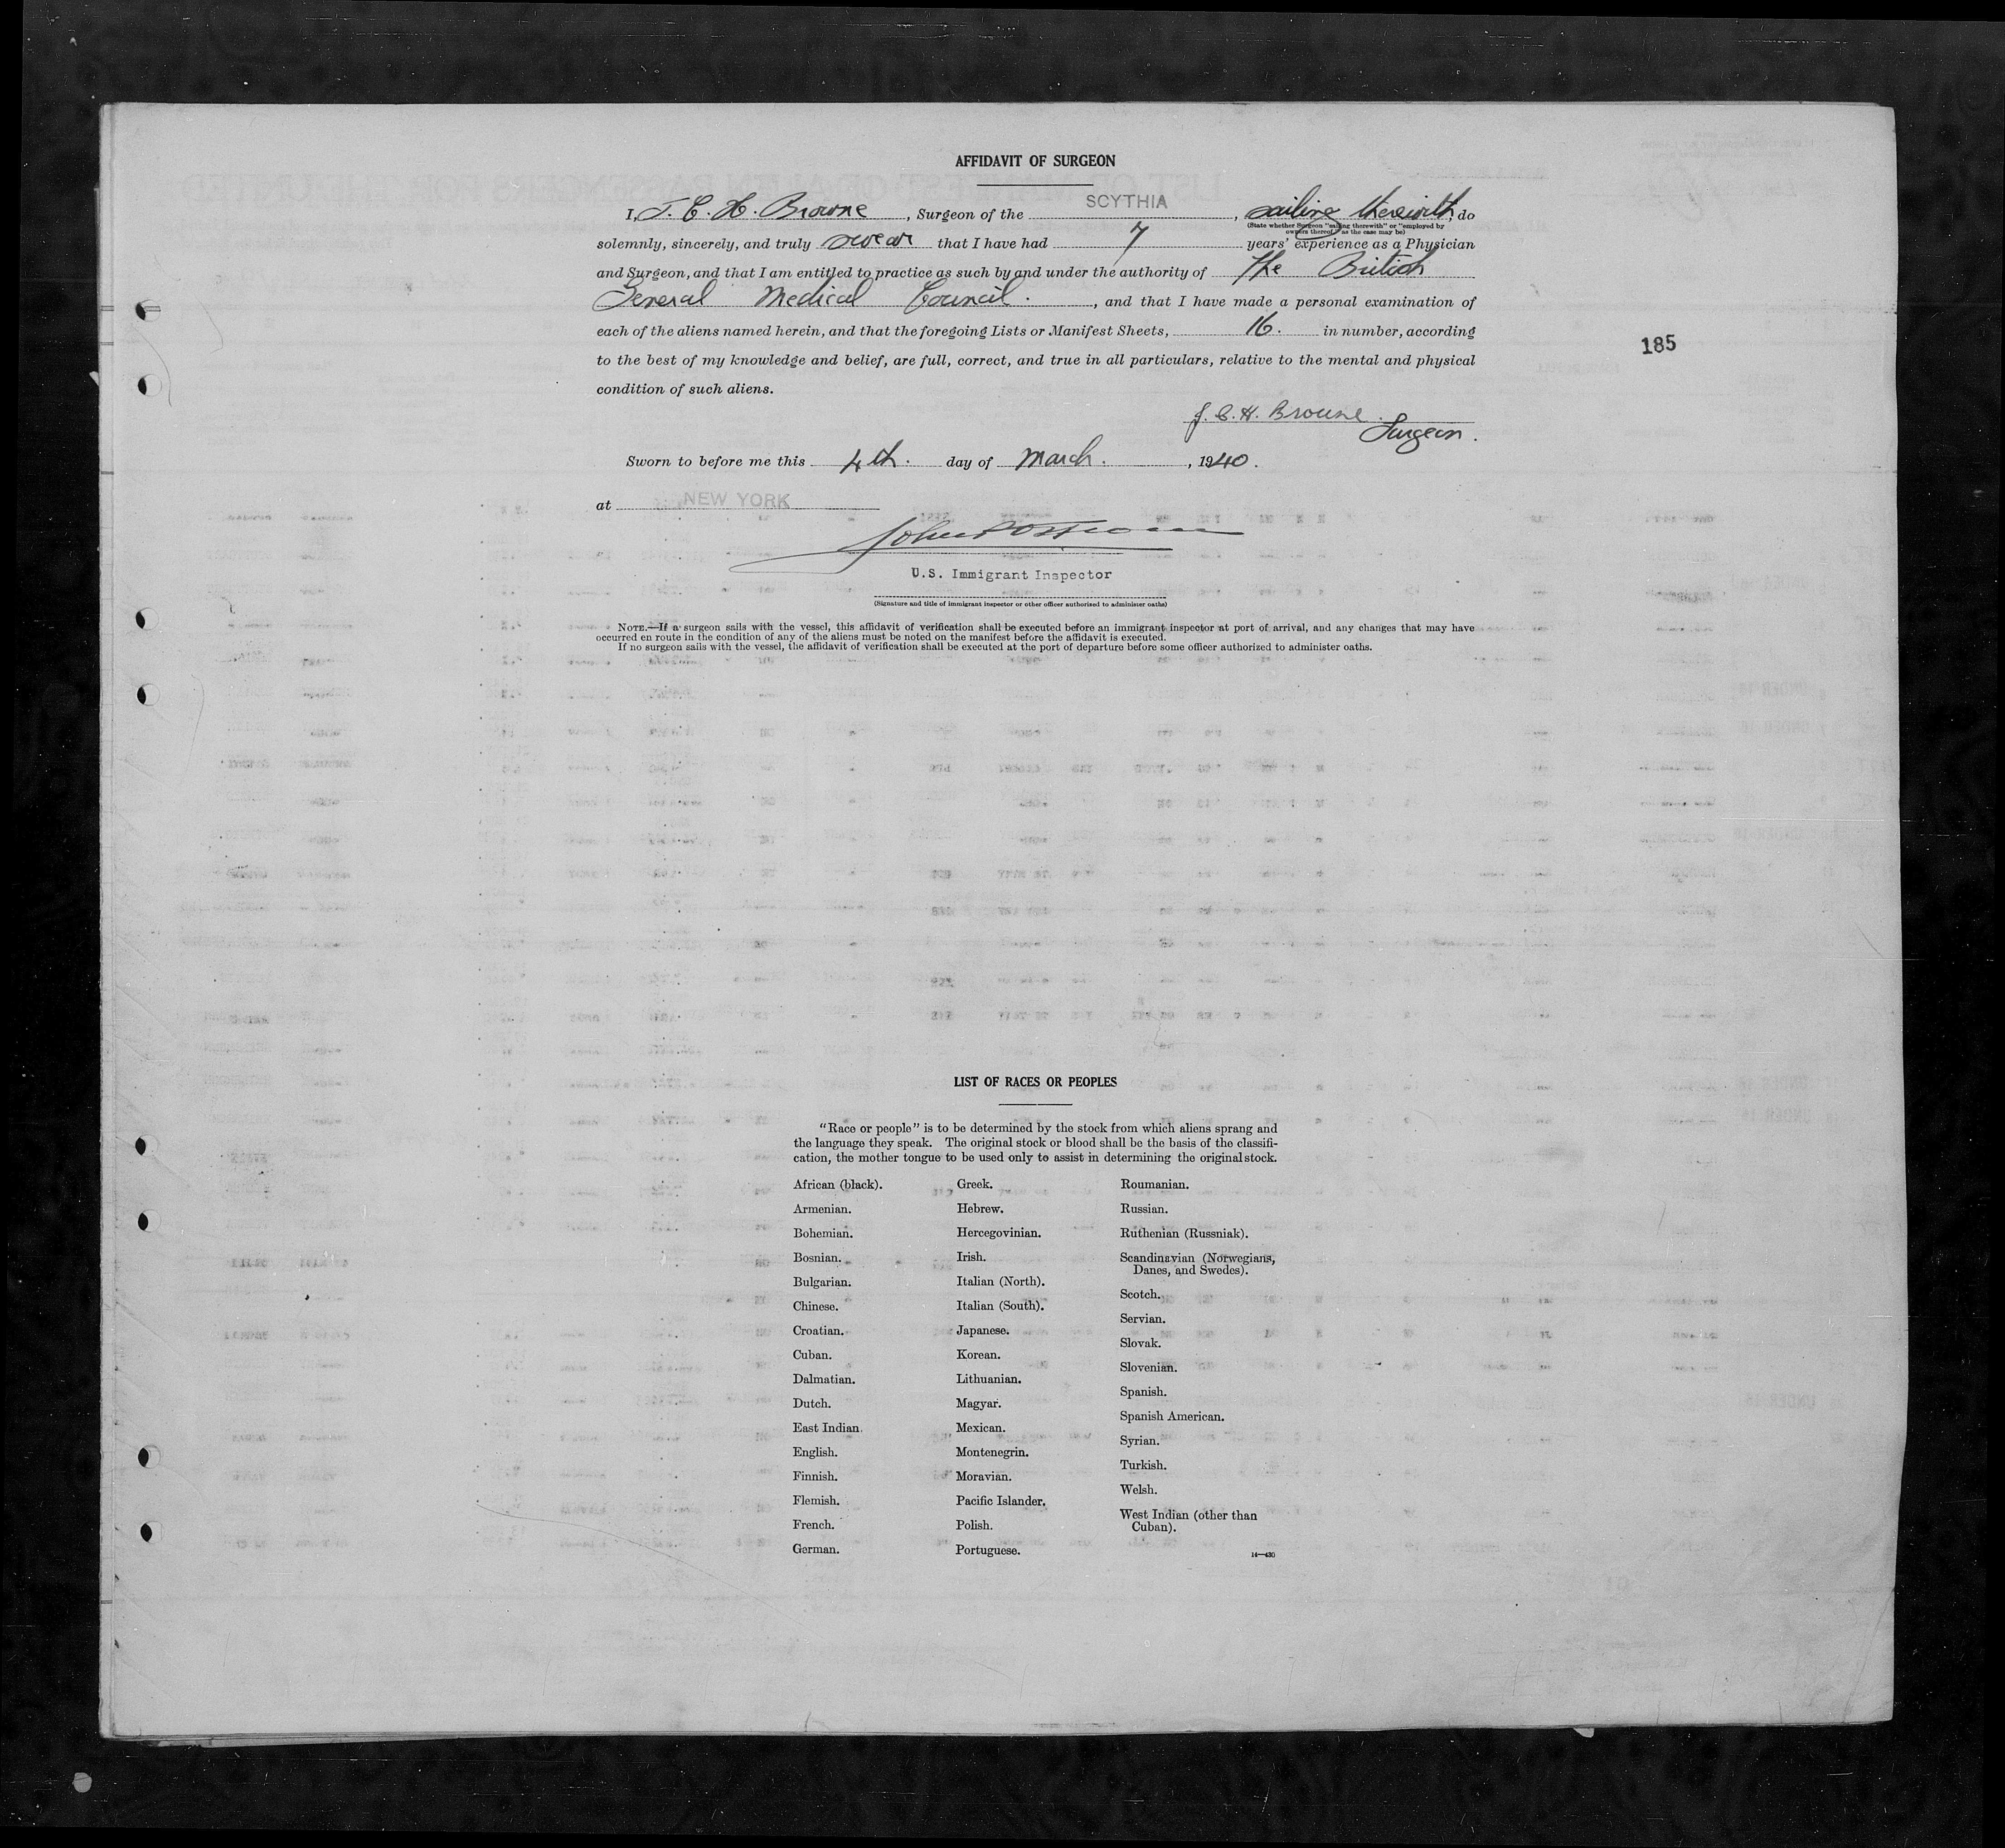 AFFIDAVIT OF SURGEON
I, J. C. H. Browne, Surgeon of the SCYTHIA, sailing therewith, do
(State whether Surgeon "sailing therewith" or "employed by
owners thereof," as the case may be)
solemnly, sincerely, and truly swear that I have had 7 years' experience as a Physician
and Surgeon, and that I am entitled to practice as such by and under the authority of The British
General Medical Council., and that I have made a personal examination of
each of the aliens named herein, and that the foregoing Lists or Manifest Sheets, 16. in number, according
to the best of my knowledge and belief, are full, correct, and true in all particulars, relative to the mental and physical
condition of such aliens.
185
J. C. H. Browne.
Surgeon.
Sworn to before me this 4th. day of March., 1940.
at NEW YORK
U.S. Immigrant Inspector
(Signature and title of immigrant inspector or other officer authorized to administer oaths)
NOTE.—If a surgeon sails with the vessel, this affidavit of verification shall be executed before an immigrant inspector at port of arrival, and any changes that may have
occurred en route in the condition of any of the aliens must be noted on the manifest before the affidavit is executed.
If no surgeon sails with the vessel, the affidavit of verification shall be executed at the port of departure before some officer authorized to administer oaths.
LIST OF RACES OR PEOPLES
"Race or people" is to be determined by the stock from which aliens sprang and
the language they speak. The original stock or blood shall be the basis of the classifi-
cation, the mother tongue to be used only to assist in determining the original stock.
African (black).
Armenian.
Bohemian.
Bosnian.
Bulgarian.
Chinese.
Croatian.
Cuban.
Dalmatian.
Dutch.
East Indian.
English.
Finnish.
Flemish.
French.
German.
Greek.
Hebrew.
Hercegovinian.
Irish.
Italian (North).
Italian (South).
Japanese.
Korean.
Lithuanian.
Magyar.
Mexican.
Montenegrin.
Moravian.
Pacific Islander.
Polish.
Portuguese.
Roumanian.
Russian.
Ruthenian (Russniak).
Scandinavian (Norwegians,
Danes, and Swedes).
Scotch.
Servian.
Slovak.
Slovenian.
Spanish.
Spanish American.
Syrian.
Turkish.
Welsh.
West Indian (other than
Cuban).
14—430